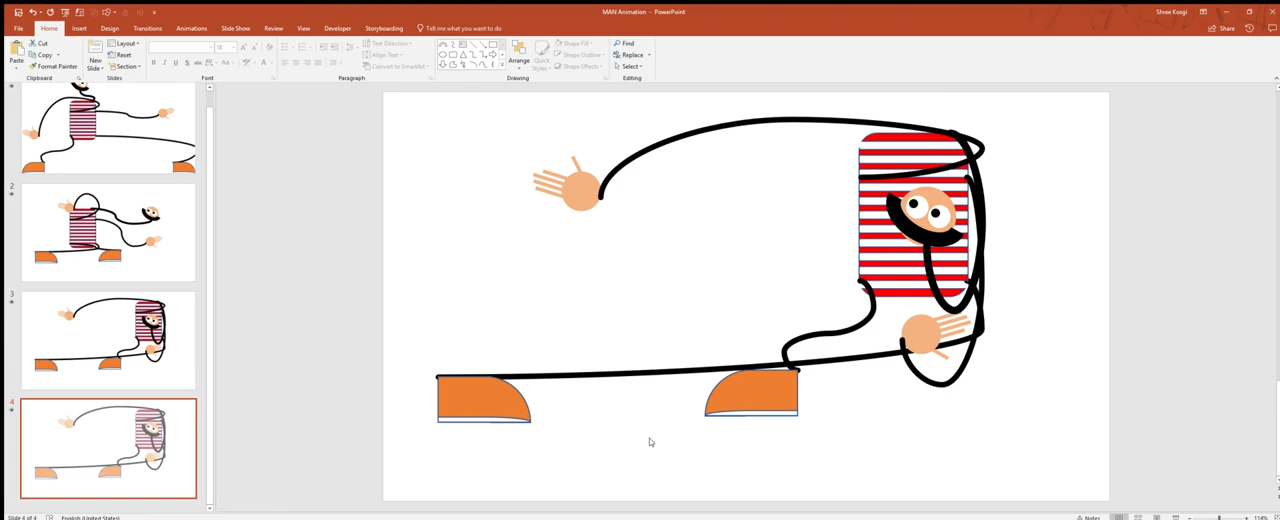 MAN Animation - PowerPoint
Shree Kosgi
File Home Insert Design Transitions Animations Slide Show Review View Developer Storyboarding Tell me what you want to do
Share
Paste
Cut
Copy
Format Painter
Clipboard
New Slide
Layout
Reset
Section
Slides
18
Font
Text Direction
Align Text
Convert to SmartArt
Paragraph
Arrange
Quick Styles
Shape Fill
Shape Outline
Shape Effects
Drawing
Find
Replace
Select
Editing
2
3
4
Slide 4 of 4 English (United States)
Notes
114%